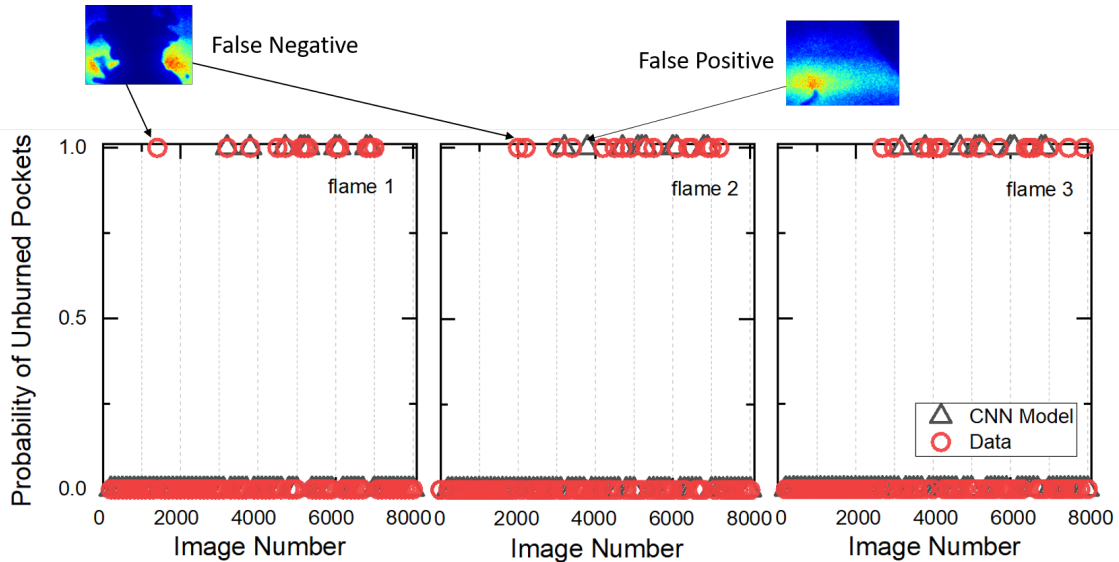 False Negative
False Positive
Probability of Unburned Pockets
1.0
0.5
0.0
flame 1
flame 2
flame 3
CNN Model
Data
0 2000 4000 6000 8000
0 2000 4000 6000 8000
0 2000 4000 6000 8000
Image Number
Image Number
Image Number